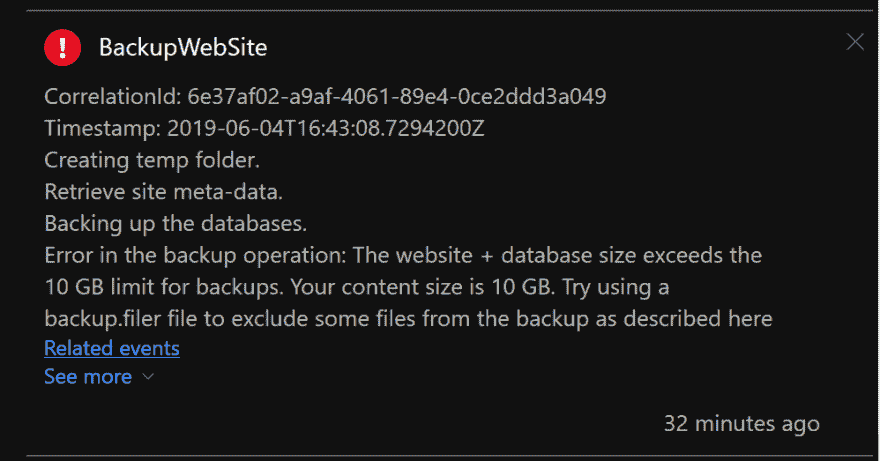 BackupWebSite
CorrelationId: 6e37af02-a9af-4061-89e4-0ce2ddd3a049
Timestamp: 2019-06-04T16:43:08.7294200Z
Creating temp folder.
Retrieve site meta-data.
Backing up the databases.
Error in the backup operation: The website + database size exceeds the
10 GB limit for backups. Your content size is 10 GB. Try using a
backup.filer file to exclude some files from the backup as described here
Related events
See more
32 minutes ago